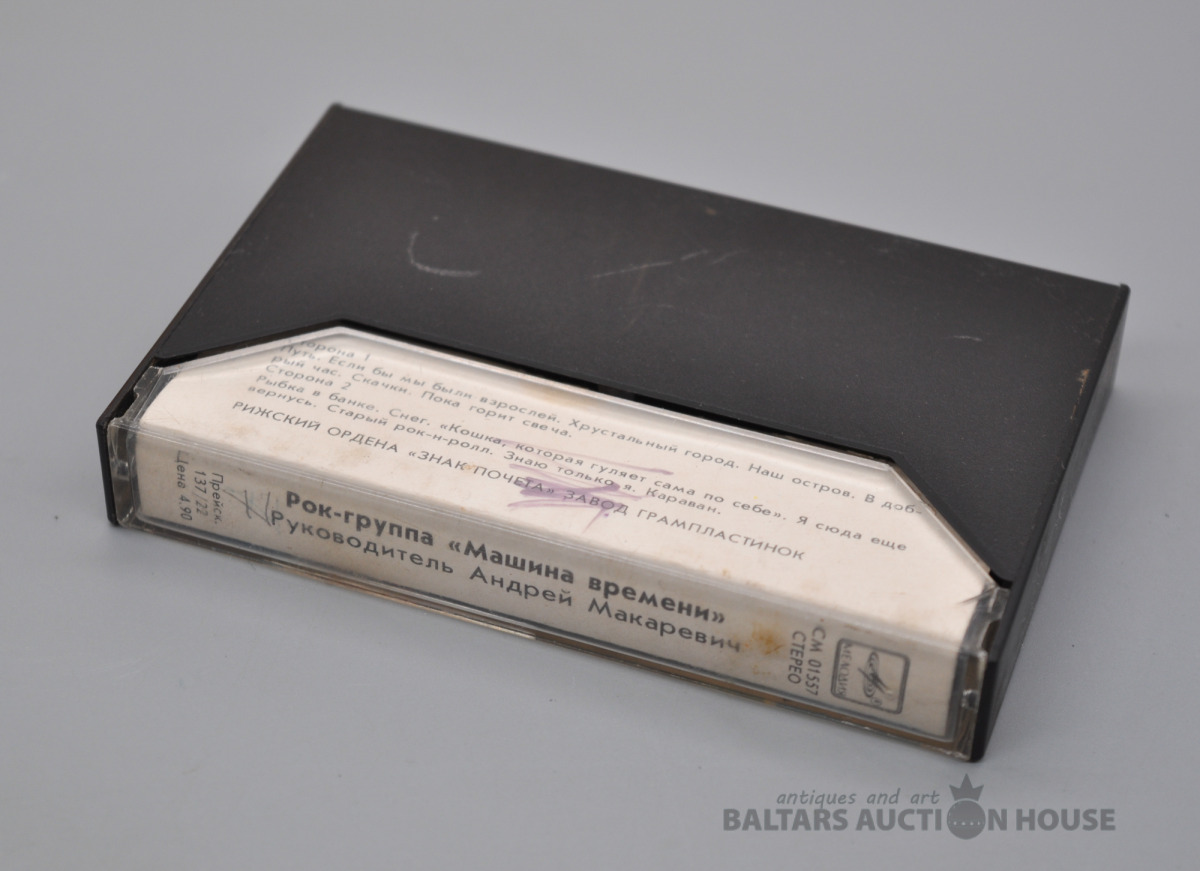 Сторона 1
Путь. Если бы мы были взрослей. Хрустальный город. Наш остров. В доб-
рый час. Скачки. Пока горит свеча.
Сторона 2
Рыбка в банке. Снег. «Кошка, которая гуляет сама по себе». Я сюда еще
вернусь. Старый рок-н-ролл. Знаю только я. Караван.
РИЖСКИЙ ОРДЕНА «ЗНАК ПОЧЕТА» ЗАВОД ГРАМПЛАСТИНОК
Прейск.
137/22
Цена 4.90
Рок-группа «Машина времени»
Руководитель Андрей Макаревич
СМ 01557
СТЕРЕО
МЕЛОДИЯ
antiques and art
BALTARS AUCTION HOUSE